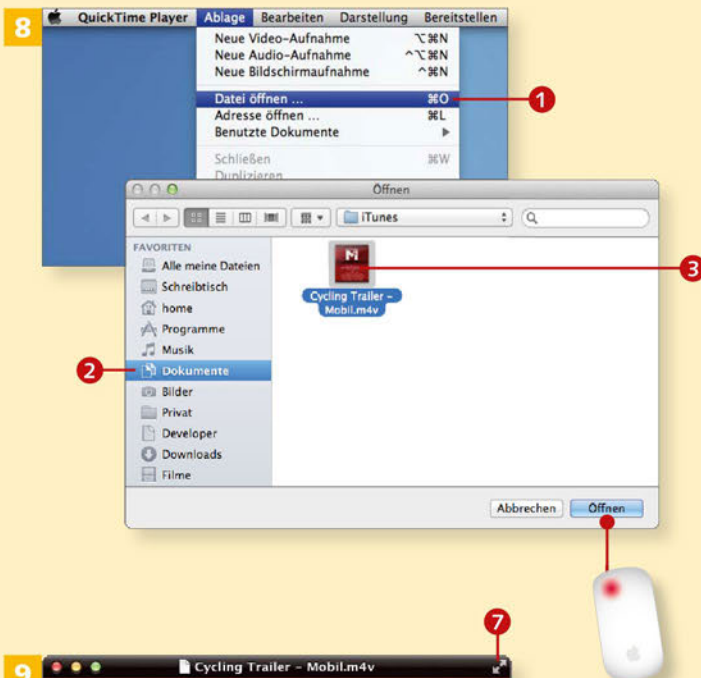 8
QuickTime Player Ablage Bearbeiten Darstellung Bereitstellen
Neue Video-Aufnahme ⌥⌘N
Neue Audio-Aufnahme ^⌥⌘N
Neue Bildschirmaufnahme ^⌘N
Datei öffnen ... ⌘O
1
Adresse öffnen ... ⌘L
Benutzte Dokumente
Schließen ⌘W
Duplizieren
Öffnen
iTunes
FAVORITEN
Alle meine Dateien
Schreibtisch
home
Programme
Musik
2
Dokumente
Bilder
Privat
Developer
Downloads
Filme
Cycling Trailer –
Mobil.m4v
3
Abbrechen Öffnen
7
9
Cycling Trailer – Mobil.m4v